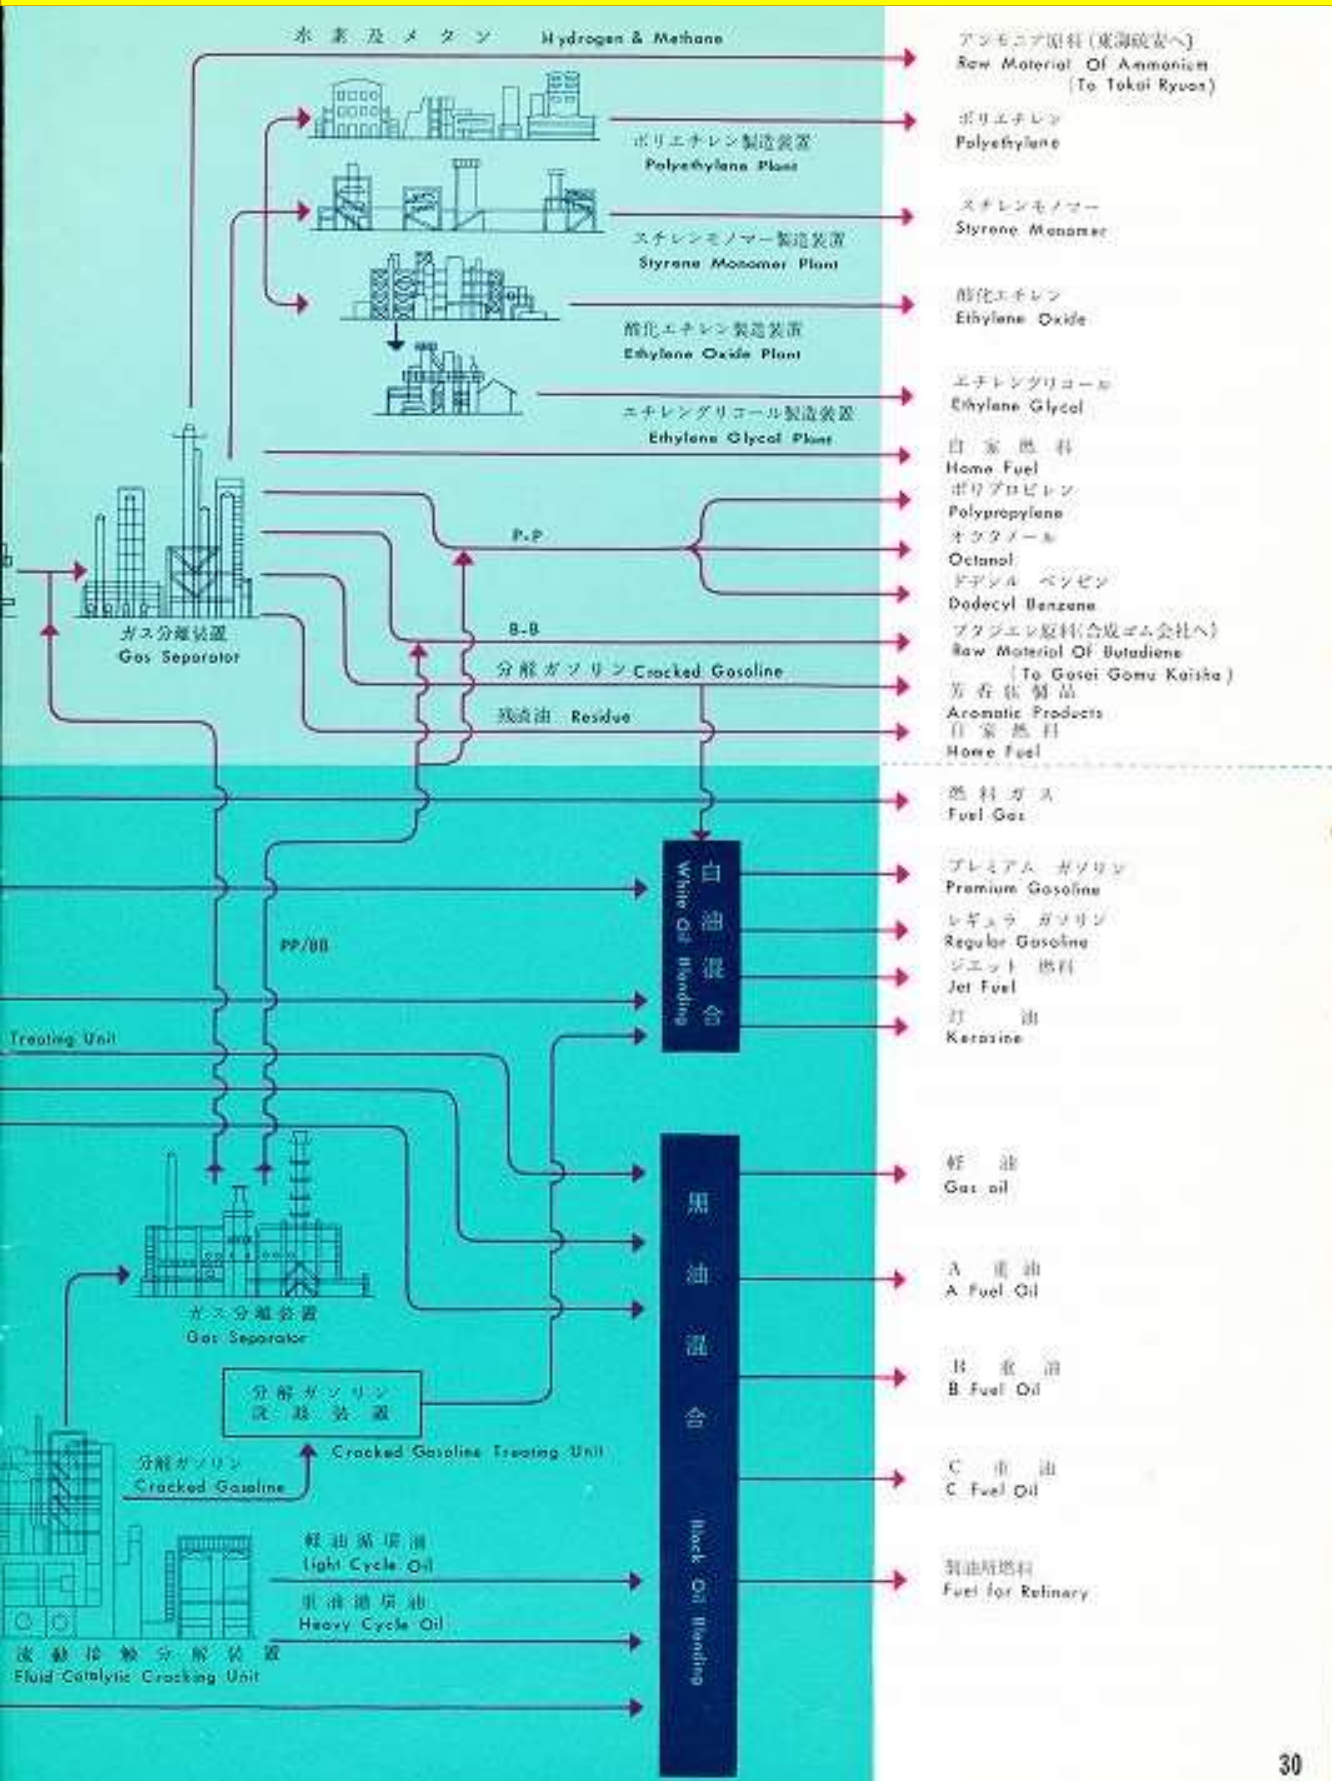 水素及メタン Hydrogen & Methane
アンモニア原料(東海硫安へ)
Raw Material Of Ammonium
(To Tokai Ryuan)
ポリエチレン製造装置
Polyethylene Plant
ポリエチレン
Polyethylene
スチレンモノマー製造装置
Styrene Monomer Plant
スチレンモノマー
Styrene Monomer
酸化エチレン製造装置
Ethylene Oxide Plant
酸化エチレン
Ethylene Oxide
エチレングリコール製造装置
Ethylene Glycol Plant
エチレングリコール
Ethylene Glycol
自家燃料
Home Fuel
ポリプロピレン
Polypropylene
P-P
オクタノール
Octanol
ドデシル ベンゼン
Dodecyl Benzene
ガス分離装置
Gas Separator
B-B
ブタジエン原料(合成ゴム会社へ)
Raw Material Of Butadiene
(To Gosei Gomu Kaisha)
分解ガソリン Cracked Gasoline
芳香族製品
Aromatic Products
残渣油 Residue
自家燃料
Home Fuel
燃料ガス
Fuel Gas
白油混合
White Oil Blending
プレミアム ガソリン
Premium Gasoline
レギュラ ガソリン
Regular Gasoline
ジエット 燃料
Jet Fuel
灯油
Kerosine
PP/BB
Treating Unit
黒油混合
Black Oil Blending
軽油
Gas oil
A 重油
A Fuel Oil
B 重油
B Fuel Oil
C 重油
C Fuel Oil
製油所燃料
Fuel for Refinery
ガス分離装置
Gas Separator
分解ガソリン
洗滌装置
Cracked Gasoline Treating Unit
分解ガソリン
Cracked Gasoline
軽油循環油
Light Cycle Oil
重油循環油
Heavy Cycle Oil
流動接触分解装置
Fluid Catalytic Cracking Unit
30